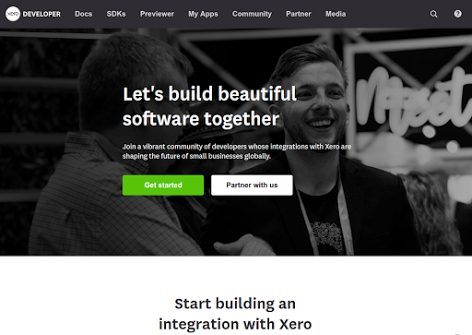 xero DEVELOPER Docs SDKs Previewer My Apps Community Partner Media
Let's build beautiful
software together
Join a vibrant community of developers whose integrations with Xero are
shaping the future of small businesses globally.
Get started Partner with us
Start building an
integration with Xero